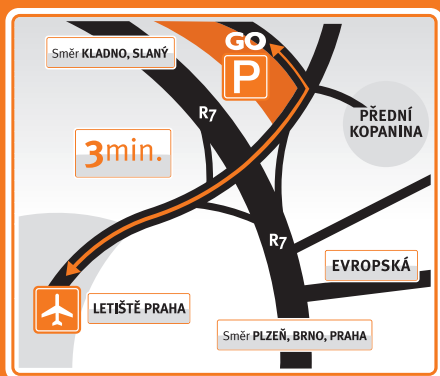 GO
P
Směr KLADNO, SLANÝ
R7
PŘEDNÍ
KOPANINA
3min.
R7
EVROPSKÁ
LETIŠTĚ PRAHA
Směr PLZEŇ, BRNO, PRAHA